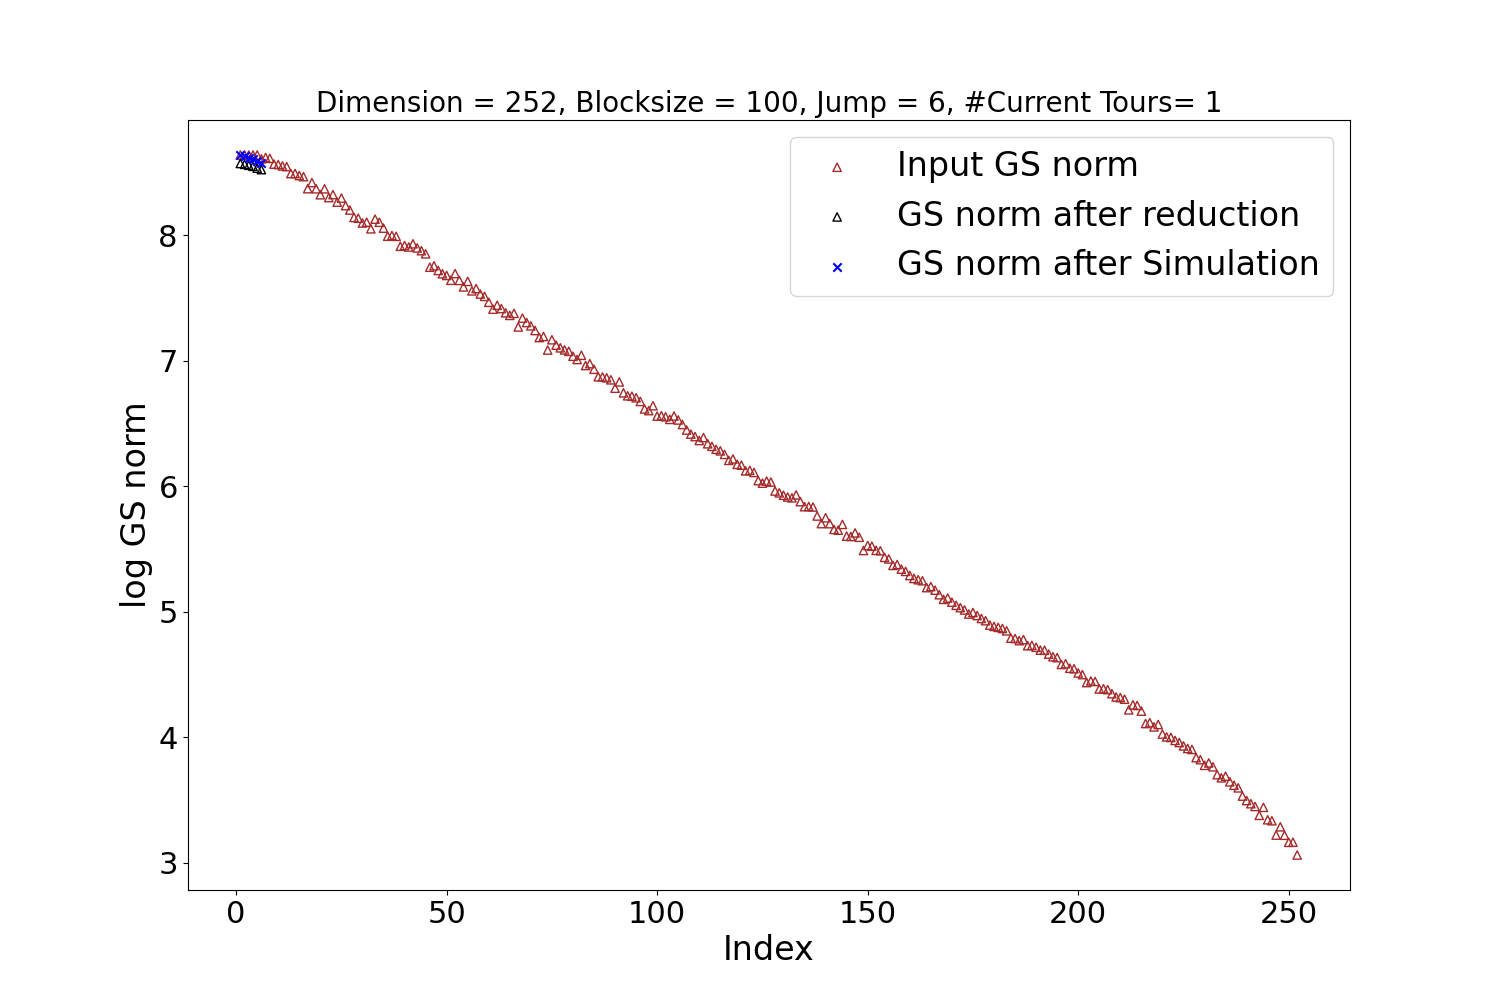 Dimension = 252, Blocksize = 100, Jump = 6, #Current Tours= 1
Input GS norm
GS norm after reduction
GS norm after Simulation
log GS norm
8
7
6
5
4
3
0 50 100 150 200 250
Index